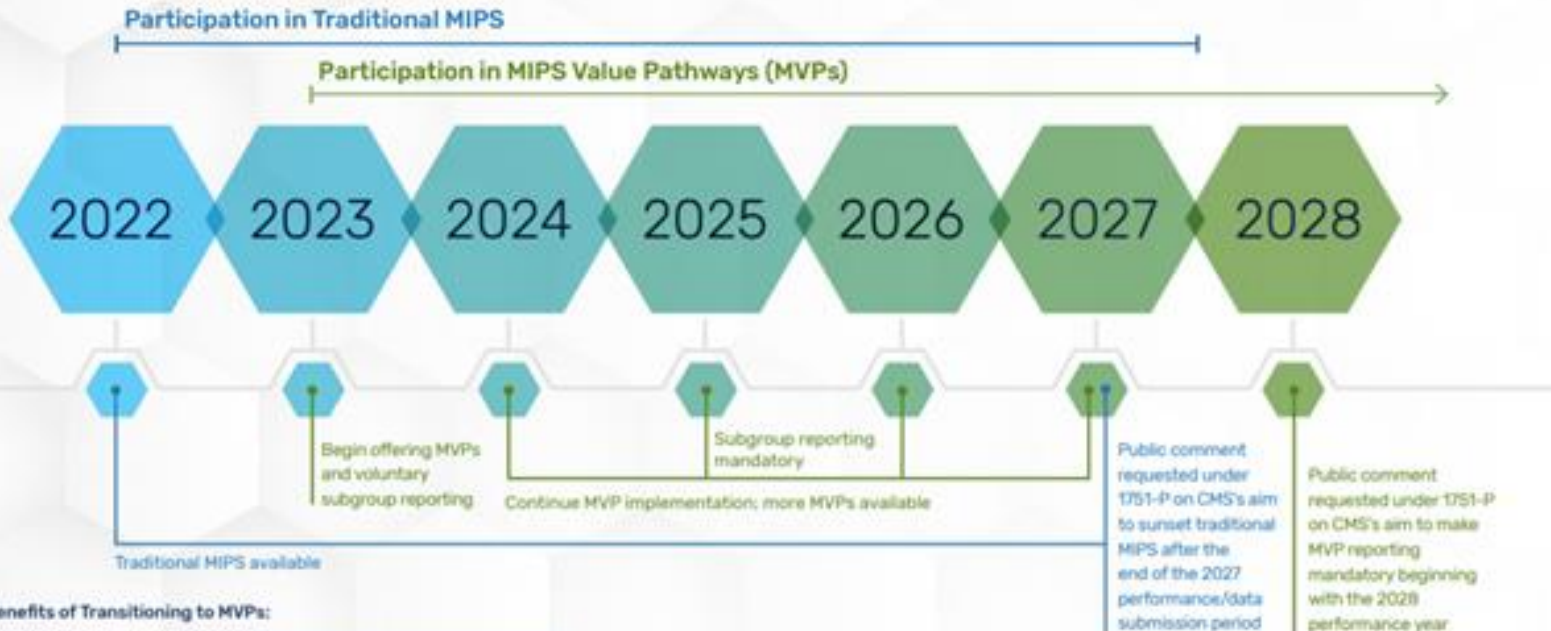 Participation in Traditional MIPS
Participation in MIPS Value Pathways (MVPs)
2022
2023
2024
2025
2026
2027
2028
Begin offering MVPs
and voluntary
subgroup reporting
Subgroup reporting
mandatory
Continue MVP implementation; more MVPs available
Traditional MIPS available
Public comment
requested under
1751-P on CMS's aim
to sunset traditional
MIPS after the
end of the 2027
performance/data
submission period
Public comment
requested under 1751-P
on CMS's aim to make
MVP reporting
mandatory beginning
with the 2028
performance year
enefits of Transitioning to MVPs: